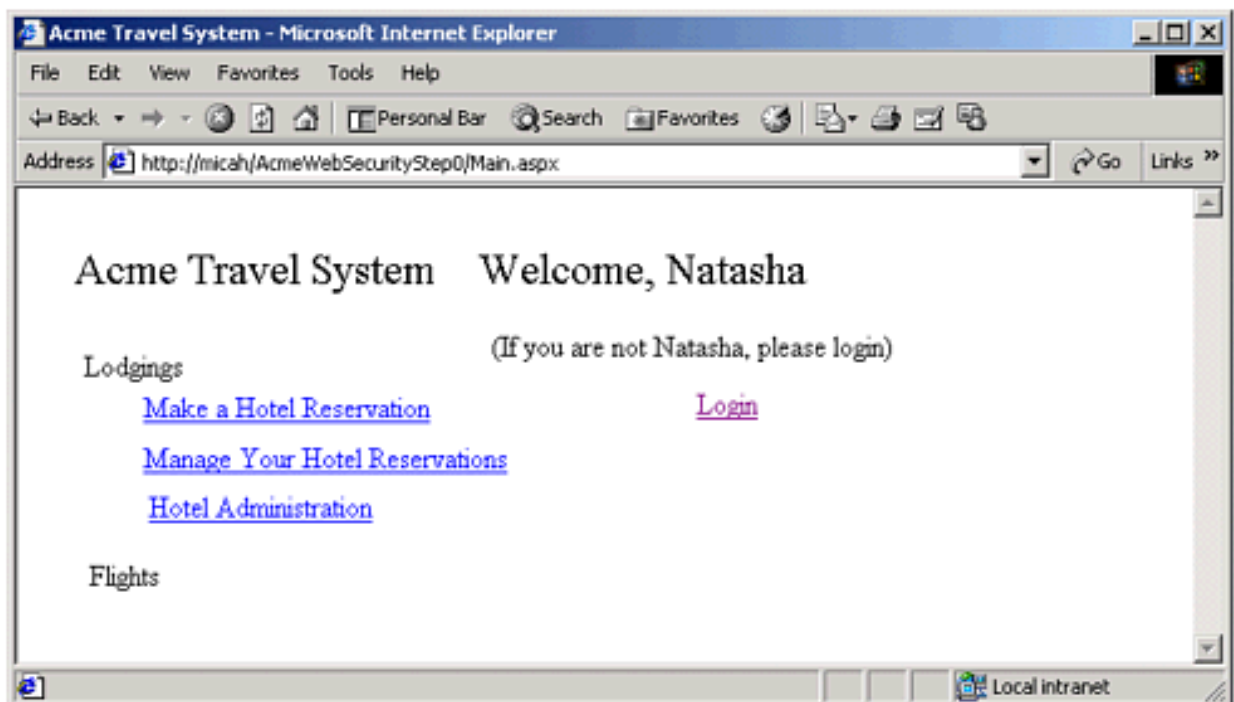 Acme Travel System - Microsoft Internet Explorer
File Edit View Favorites Tools Help
Back Personal Bar Search Favorites
Address http://micah/AcmeWebSecurityStep0/Main.aspx Go Links »
Acme Travel System Welcome, Natasha
(If you are not Natasha, please login)
Lodgings
Make a Hotel Reservation Login
Manage Your Hotel Reservations
Hotel Administration
Flights
Local intranet